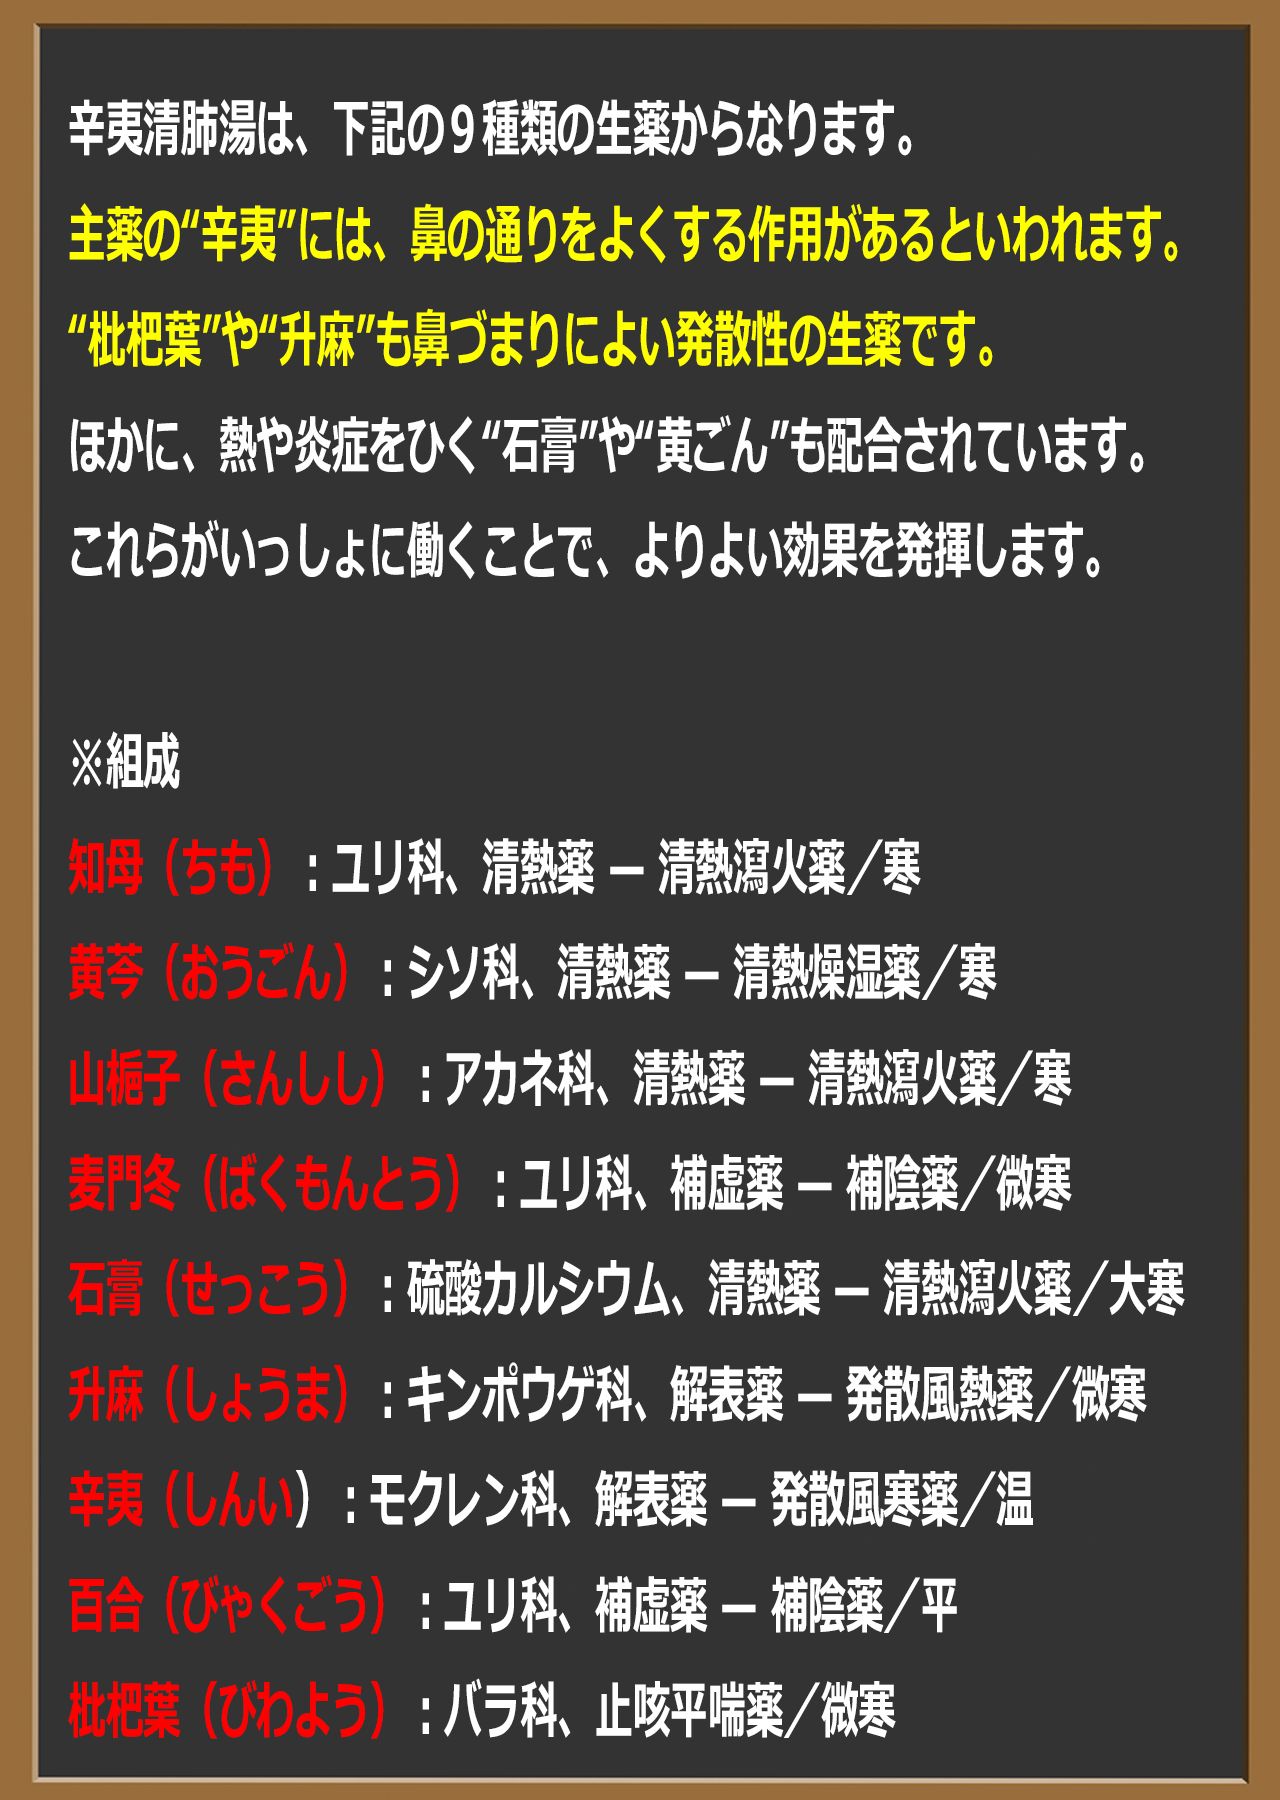 辛夷清肺湯は、下記の９種類の生薬からなります。
主薬の“辛夷”には、鼻の通りをよくする作用があるといわれます。
“枇杷葉”や“升麻”も鼻づまりによい発散性の生薬です。
ほかに、熱や炎症をひく“石膏”や“黄ごん”も配合されています。
これらがいっしょに働くことで、よりよい効果を発揮します。
※組成
知母（ちも）：ユリ科、清熱薬 — 清熱瀉火薬／寒
黄芩（おうごん）：シソ科、清熱薬 — 清熱燥湿薬／寒
山梔子（さんしし）：アカネ科、清熱薬 — 清熱瀉火薬／寒
麦門冬（ばくもんとう）：ユリ科、補虚薬 — 補陰薬／微寒
石膏（せっこう）：硫酸カルシウム、清熱薬 — 清熱瀉火薬／大寒
升麻（しょうま）：キンポウゲ科、解表薬 — 発散風熱薬／微寒
辛夷（しんい）：モクレン科、解表薬 — 発散風寒薬／温
百合（びゃくごう）：ユリ科、補虚薬 — 補陰薬／平
枇杷葉（びわよう）：バラ科、止咳平喘薬／微寒